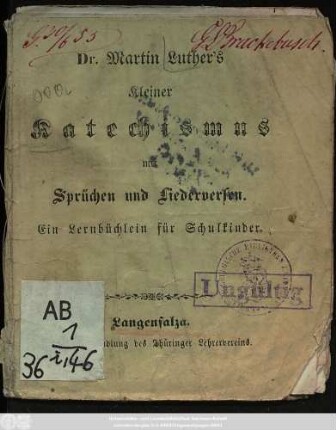 Dr. Martin Luther's
Kleiner
Katechismus
mit
Sprüchen und Liederversen.
Ein Lernbüchlein für Schulkinder.
Ungültig
AB
1
36 i,46
Langensalza.
des Thüringer Lehrervereins.